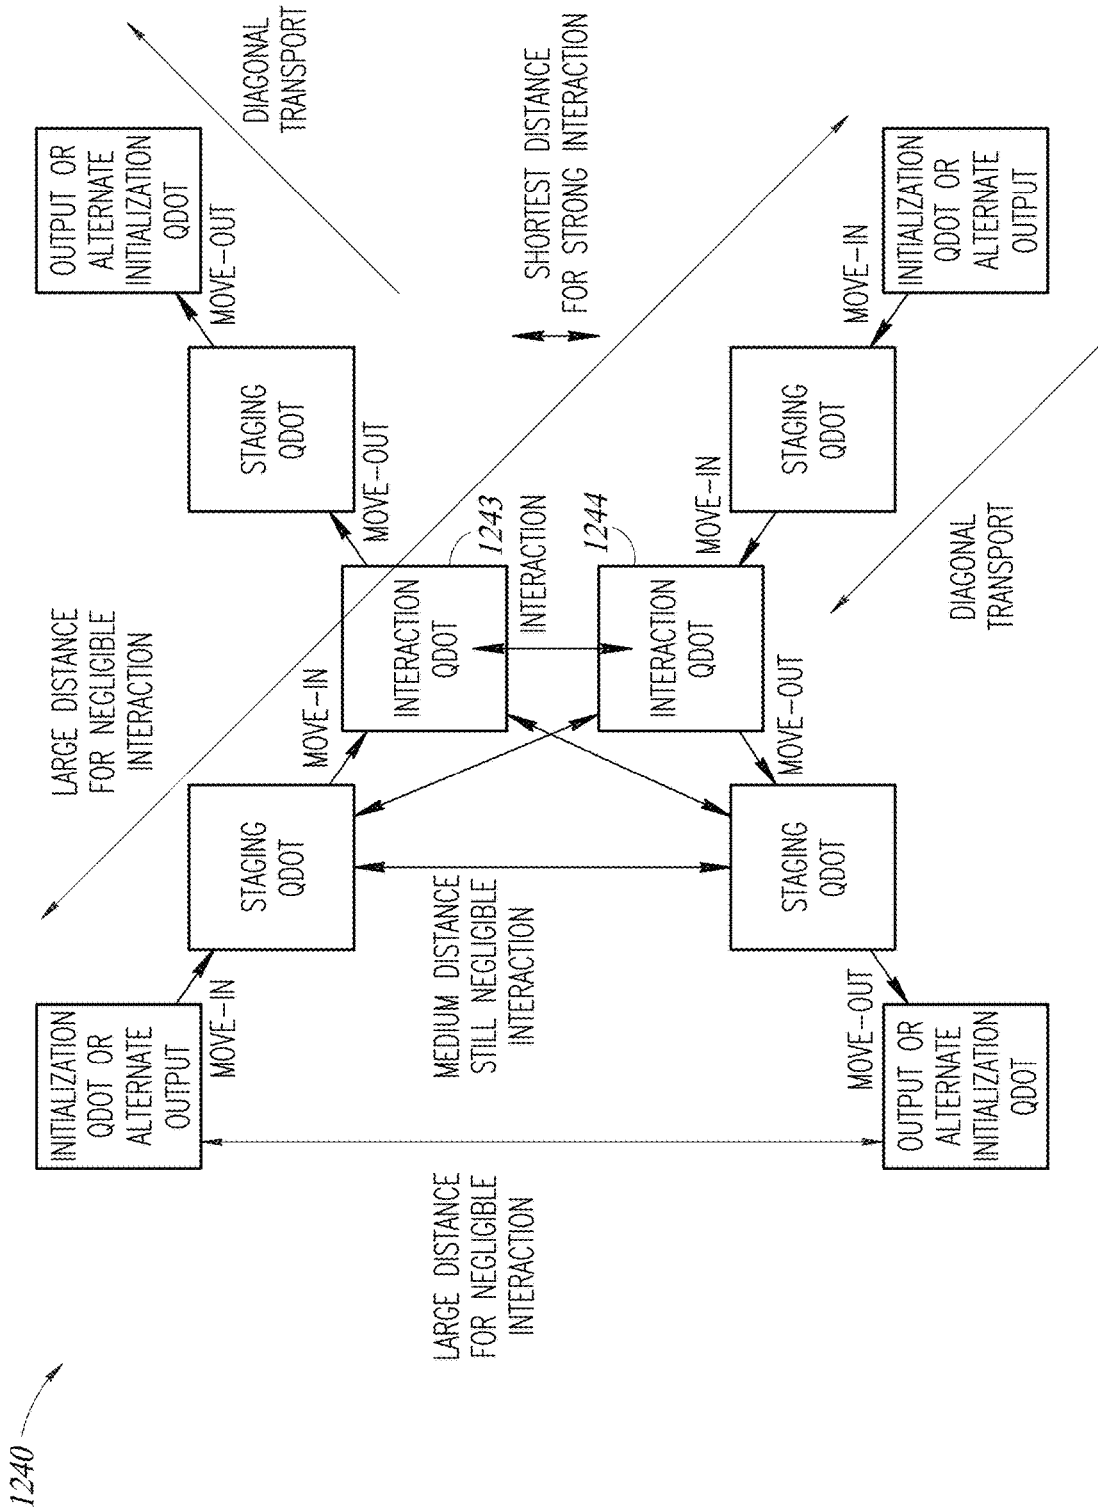 1240
INITIALIZATION
QDOT OR
ALTERNATE
OUTPUT
LARGE DISTANCE
FOR NEGLIGIBLE
INTERACTION
OUTPUT OR
ALTERNATE
INITIALIZATION
QDOT
MOVE-IN
MOVE-OUT
DIAGONAL
TRANSPORT
STAGING
QDOT
STAGING
QDOT
MOVE-IN
MOVE-OUT
INTERACTION
QDOT
1243
LARGE DISTANCE
FOR NEGLIGIBLE
INTERACTION
MEDIUM DISTANCE
STILL NEGLIGIBLE
INTERACTION
INTERACTION
SHORTEST DISTANCE
FOR STRONG INTERACTION
1244
INTERACTION
QDOT
MOVE-OUT
MOVE-IN
STAGING
QDOT
STAGING
QDOT
MOVE-OUT
MOVE-IN
OUTPUT OR
ALTERNATE
INITIALIZATION
QDOT
DIAGONAL
TRANSPORT
INITIALIZATION
QDOT OR
ALTERNATE
OUTPUT